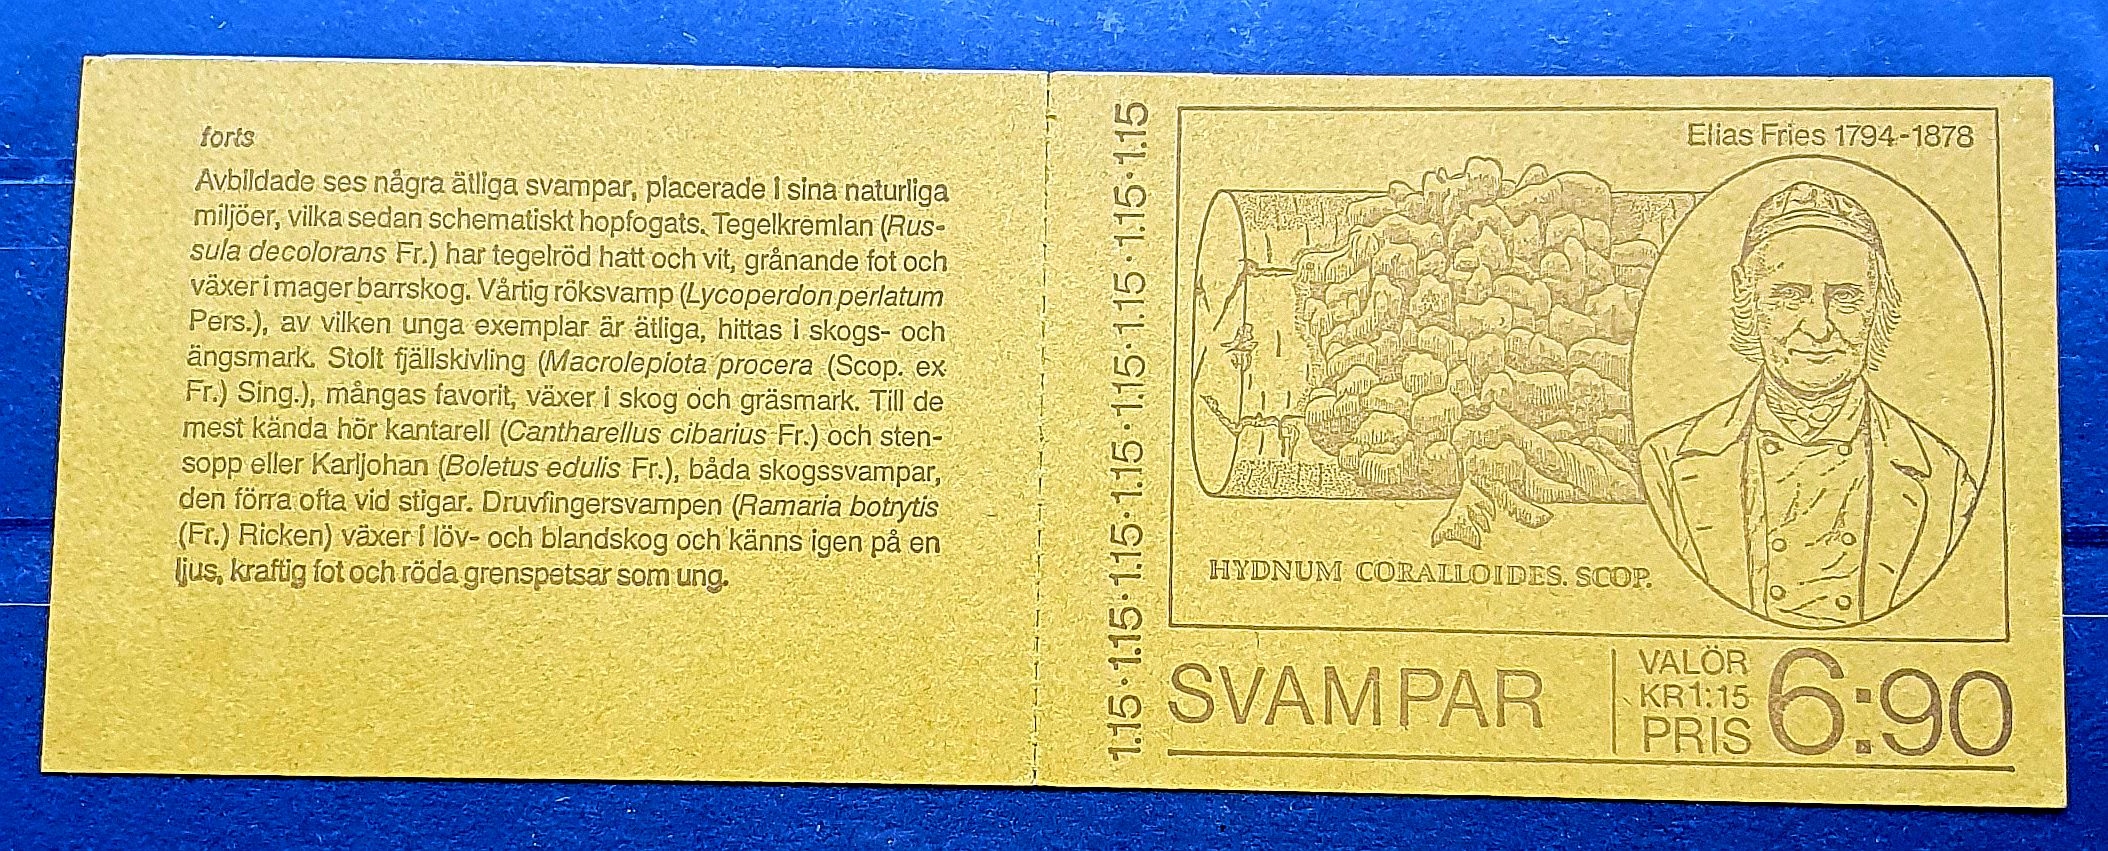 forts
Avbildade ses några ätliga svampar, placerade i sina naturliga
miljöer, vilka sedan schematiskt hopfogats. Tegelkremlan (Rus-
sula decolorans Fr.) har tegelröd hatt och vit, grånande fot och
växer i mager barrskog. Vårtig röksvamp (Lycoperdon perlatum
Pers.), av vilken unga exemplar är ätliga, hittas i skogs- och
ängsmark. Stolt fjällskivling (Macrolepiota procera (Scop. ex
Fr.) Sing.), mångas favorit, växer i skog och gräsmark. Till de
mest kända hör kantarell (Cantharellus cibarius Fr.) och sten-
sopp eller Karljohan (Boletus edulis Fr.), båda skogssvampar,
den förra ofta vid stigar. Druvfingersvampen (Ramaria botrytis
(Fr.) Ricken) växer i löv- och blandskog och känns igen på en
ljus, kraftig fot och röda grenspetsar som ung.
1.15·1.15·1.15·1.15·1.15·1.15·1.15·1.15
Elias Fries 1794-1878
HYDNUM CORALLOIDES. SCOP.
SVAMPAR
VALÖR
KR1:15
PRIS
6:90